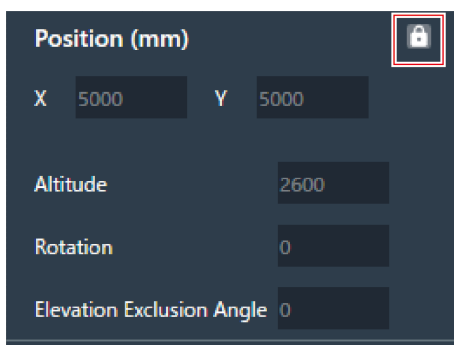 Position (mm)
X 5000 Y 5000
Altitude 2600
Rotation 0
Elevation Exclusion Angle 0